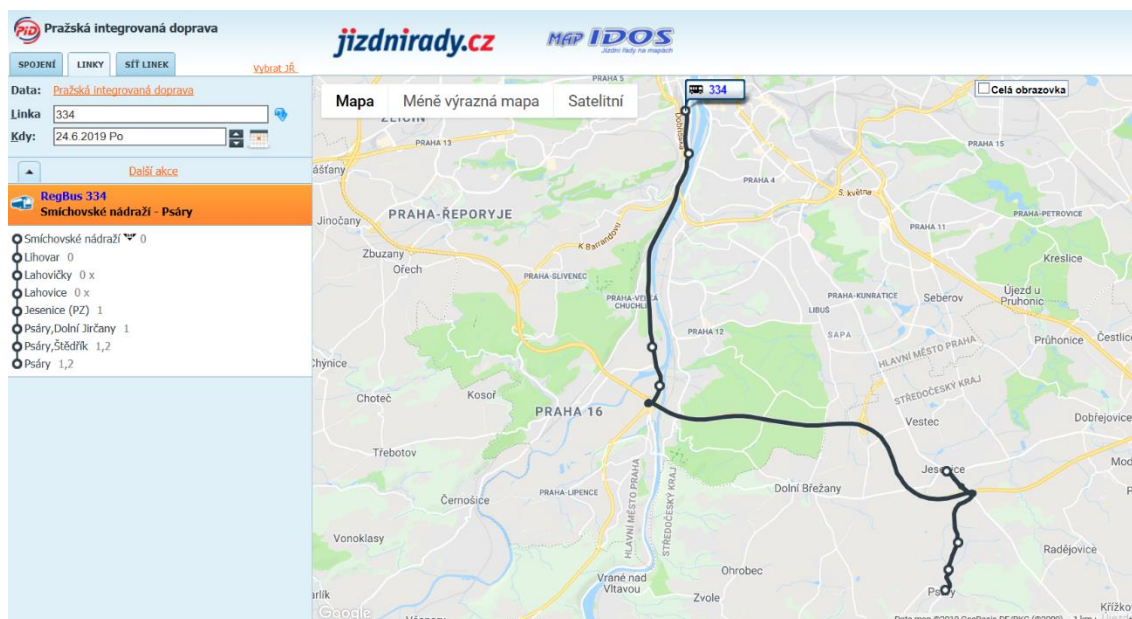 PID Pražská integrovaná doprava
jizdnirady.cz
MAP IDOS
Jízdní řády na mapách
SPOJENÍ LINKY SÍŤ LINEK Vybrat JŘ
Data: Pražská integrovaná doprava
Linka 334
Kdy: 24.6.2019 Po
Další akce
RegBus 334
Smíchovské nádraží - Psáry
Smíchovské nádraží 0
Lihovar 0
Lahovičky 0 x
Lahovice 0 x
Jesenice (PZ) 1
Psáry,Dolní Jirčany 1
Psáry,Štědřík 1,2
Psáry 1,2
Mapa Méně výrazná mapa Satelitní
334
Celá obrazovka
PRAHA 5
ZLIČÍN
PRAHA 13
Dobříšská
PRAHA 15
PRAHA 4
5. května
Jinočany
PRAHA-ŘEPORYJE
PRAHA-PETROVICE
PRAHA 11
K Barrandovu
Zbuzany
Ořech
Kreslice
PRAHA-SLIVENEC
PRAHA-VELKÁ
CHUCHLE
PRAHA-KUNRATICE
Šeberov
Újezd u
Průhonic
LIBUŠ
PRAHA 12
SAPA
HLAVNÍ MĚSTO PRAHA
STŘEDOČESKÝ KRAJ
Průhonice
Čestlice
Chýnice
Choteč
Kosoř
PRAHA 16
Vestec
Dobřejovice
Třebotov
Jesenice
Černošice
PRAHA-LIPENCE
Dolní Břežany
HLAVNÍ MĚSTO PRAHA
STŘEDOČESKÝ KRAJ
Vonoklasy
Radějovice
Vrané nad
Vltavou
Ohrobec
Zvole
Psáry
Google